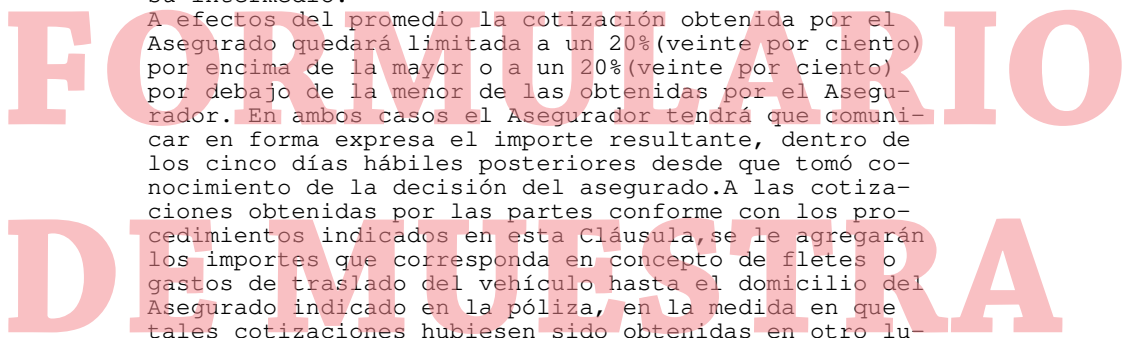 su intermedio.
A efectos del promedio la cotización obtenida por el
Asegurado quedará limitada a un 20%(veinte por ciento)
por encima de la mayor o a un 20%(veinte por ciento)
por debajo de la menor de las obtenidas por el Asegu-
rador. En ambos casos el Asegurador tendrá que comuni-
car en forma expresa el importe resultante, dentro de
los cinco días hábiles posteriores desde que tomó co-
nocimiento de la decisión del asegurado.A las cotiza-
ciones obtenidas por las partes conforme con los pro-
cedimientos indicados en esta Cláusula,se le agregarán
los importes que corresponda en concepto de fletes o
gastos de traslado del vehículo hasta el domicilio del
Asegurado indicado en la póliza, en la medida en que
tales cotizaciones hubiesen sido obtenidas en otro lu-
FORMULARIO
DE MUESTRA